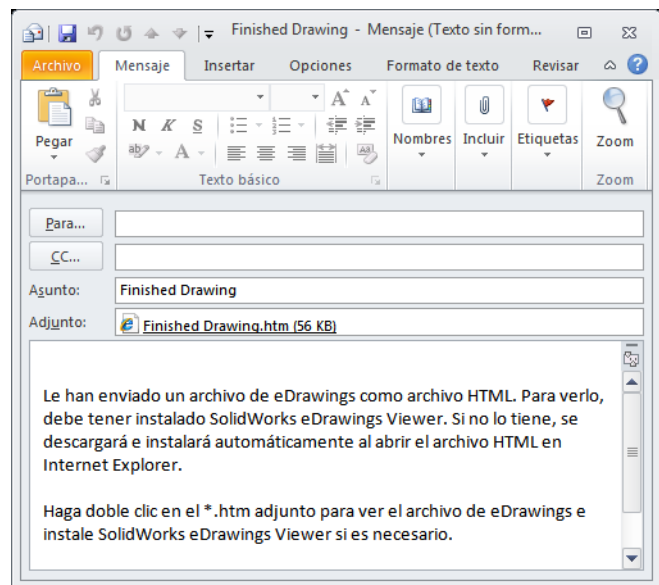 Finished Drawing - Mensaje (Texto sin form...
Archivo Mensaje Insertar Opciones Formato de texto Revisar
Pegar N K S A Nombres Incluir Etiquetas Zoom
Portapa... Texto básico Zoom
Para...
CC...
Asunto: Finished Drawing
Adjunto: Finished Drawing.htm (56 KB)
Le han enviado un archivo de eDrawings como archivo HTML. Para verlo,
debe tener instalado SolidWorks eDrawings Viewer. Si no lo tiene, se
descargará e instalará automáticamente al abrir el archivo HTML en
Internet Explorer.
Haga doble clic en el *.htm adjunto para ver el archivo de eDrawings e
instale SolidWorks eDrawings Viewer si es necesario.